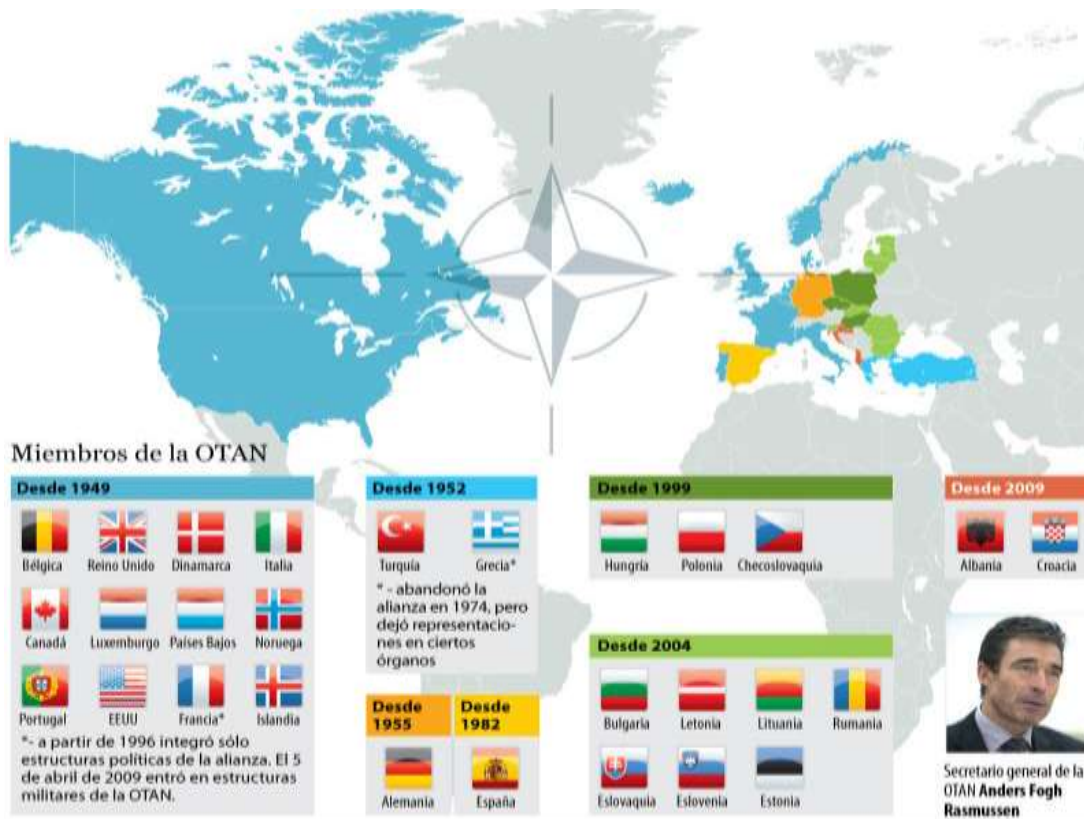 Miembros de la OTAN
Desde 1949
Bélgica Reino Unido Dinamarca Italia
Canadá Luxemburgo Países Bajos Noruega
Portugal EEUU Francia* Islandia
*- a partir de 1996 integró sólo
estructuras políticas de la alianza. El 5
de abril de 2009 entró en estructuras
militares de la OTAN.
Desde 1952
Turquía Grecia*
* - abandonó la
alianza en 1974, pero
dejó representacio-
nes en ciertos
órganos
Desde
1955
Alemania
Desde
1982
España
Desde 1999
Hungría Polonia Checoslovaquia
Desde 2004
Bulgaria Letonia Lituania Rumania
Eslovaquia Eslovenia Estonia
Desde 2009
Albania Croacia
Secretario general de la
OTAN Anders Fogh
Rasmussen